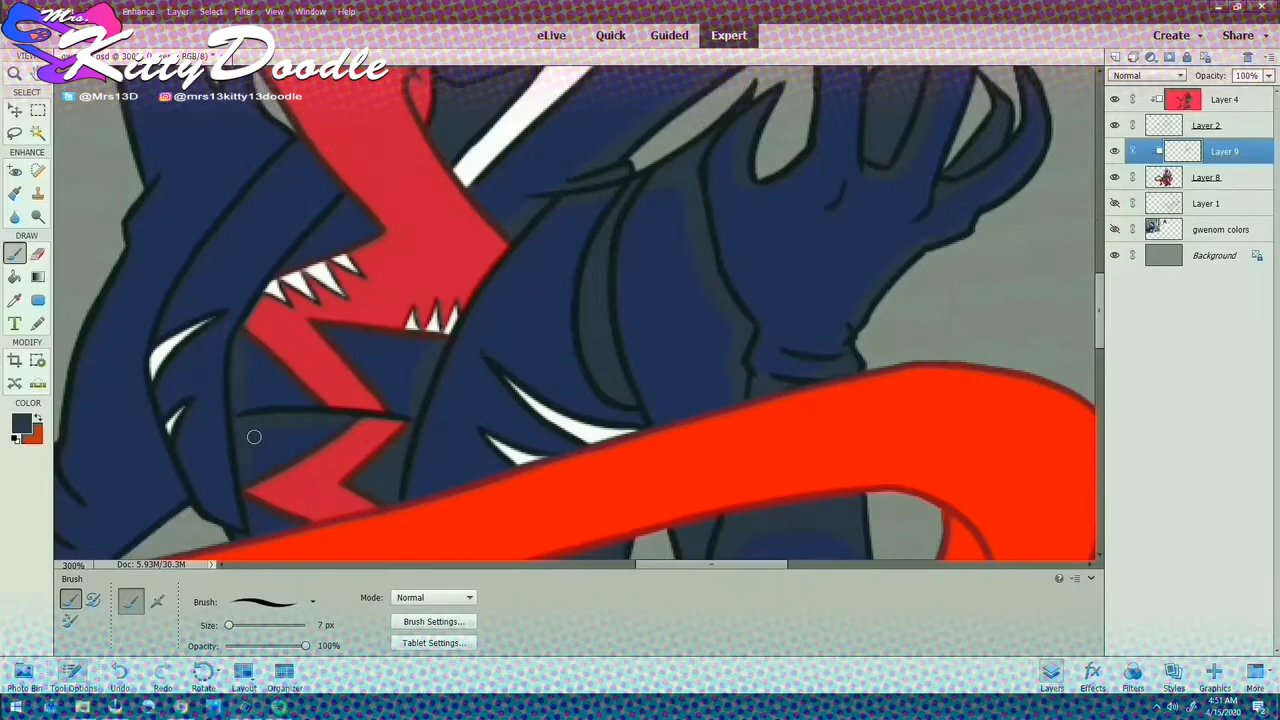 Mrs.
KittyDoodle
@Mrs13D @mrs13kitty13doodle
Enhance Layer Select Filter View Window Help
eLive Quick Guided Expert Create Share
Normal Opacity: 100%
SELECT
ENHANCE
DRAW
MODIFY
COLOR
Layer 4
Layer 2
Layer 9
Layer 8
Layer 1
gwenom colors
Background
300% Doc: 5.93M/30.3M
Brush
Brush: Mode: Normal
Size: 7 px Brush Settings...
Opacity: 100% Tablet Settings...
Photo Bin Tool Options Undo Redo Rotate Layout Organizer Layers Effects Filters Styles Graphics More
4:51 AM
4/15/2020